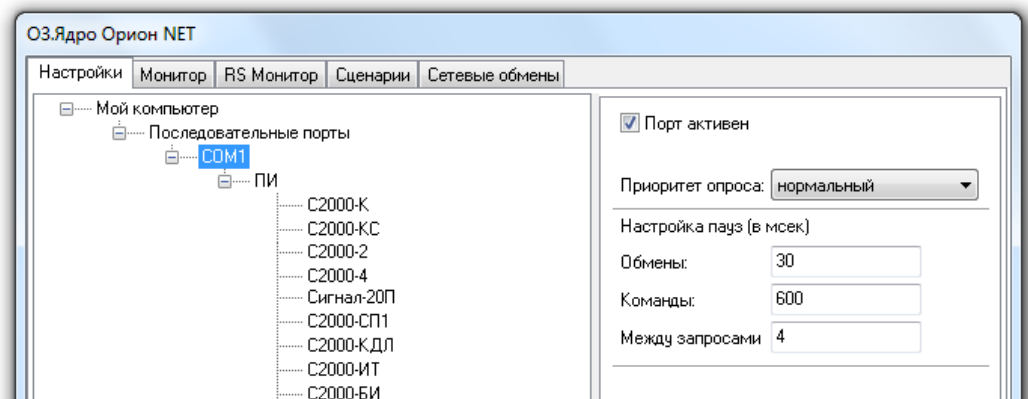 О3.Ядро Орион NET
Настройки Монитор RS Монитор Сценарии Сетевые обмены
Мой компьютер
Последовательные порты
COM1
ПИ
С2000-К
С2000-КС
С2000-2
С2000-4
Сигнал-20П
С2000-СП1
С2000-КДЛ
С2000-ИТ
С2000-БИ
Порт активен
Приоритет опроса: нормальный
Настройка пауз (в мсек)
Обмены: 30
Команды: 600
Между запросами 4